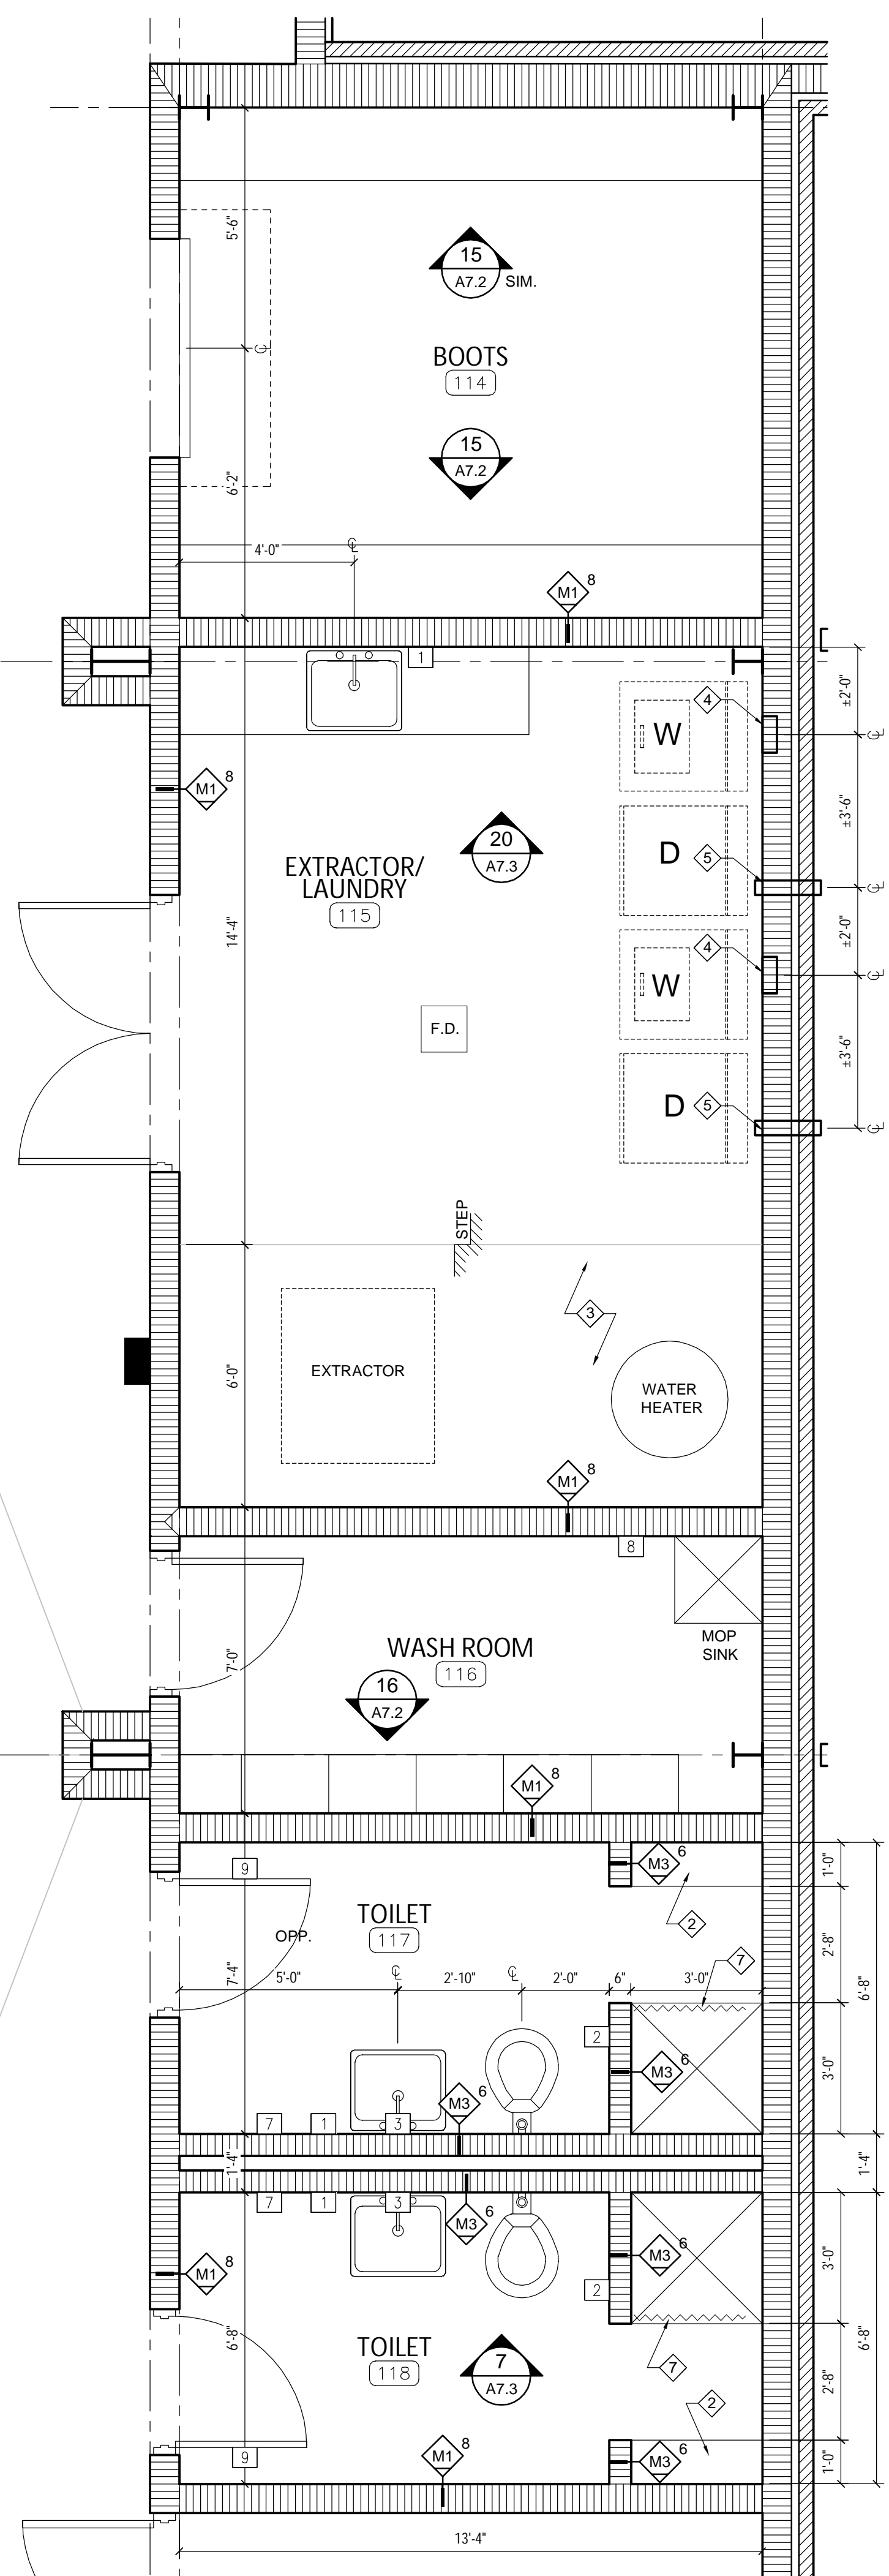 5'-6"
15
A7.2
SIM.
BOOTS
114
15
A7.2
6'-2"
4'-0"
℄
M1
8
1
±2'-0"
4
W
M1
8
±3'-6"
20
A7.3
D
5
EXTRACTOR/
LAUNDRY
115
14'-4"
±2'-0"
4
W
F.D.
±3'-6"
D
5
STEP
3
6'-0"
EXTRACTOR
WATER
HEATER
M1
8
8
7'-0"
WASH ROOM
116
MOP
SINK
16
A7.2
M1
8
M3
6
1'-0"
9
TOILET
117
2
OPP.
2'-8"
7
7'-4"
5'-0"
℄
2'-10"
℄
2'-0"
6"
3'-0"
6'-8"
2
M3
6
3'-0"
M3
6
7
1
3
1'-4"
1'-4"
7
1
3
M3
6
M3
6
3'-0"
M1
8
2
6'-8"
TOILET
118
7
A7.3
7
6'-8"
2'-8"
2
9
M1
8
M3
6
1'-0"
13'-4"